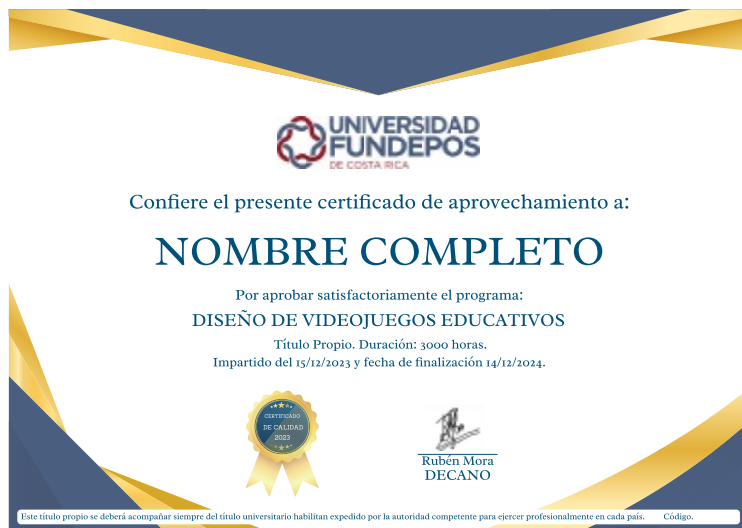 UNIVERSIDAD
FUNDEPOS
DE COSTA RICA
Confiere el presente certificado de aprovechamiento a:
NOMBRE COMPLETO
Por aprobar satisfactoriamente el programa:
DISEÑO DE VIDEOJUEGOS EDUCATIVOS
Título Propio. Duración: 3000 horas.
Impartido del 15/12/2023 y fecha de finalización 14/12/2024.
CERTIFICADO
DE CALIDAD
2023
Rubén Mora
DECANO
Este título propio se deberá acompañar siempre del título universitario habilitan expedido por la autoridad competente para ejercer profesionalmente en cada país. Código.